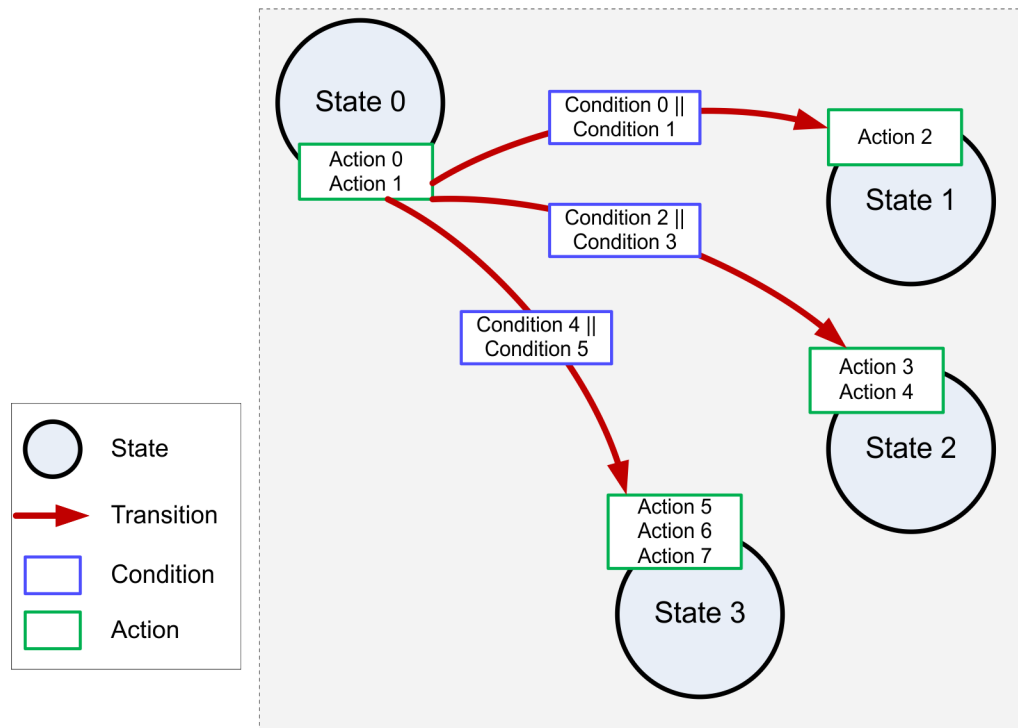 State 0
Action 0
Action 1
Condition 0 ||
Condition 1
Action 2
State 1
Condition 2 ||
Condition 3
Condition 4 ||
Condition 5
Action 3
Action 4
State 2
Action 5
Action 6
Action 7
State 3
State
Transition
Condition
Action